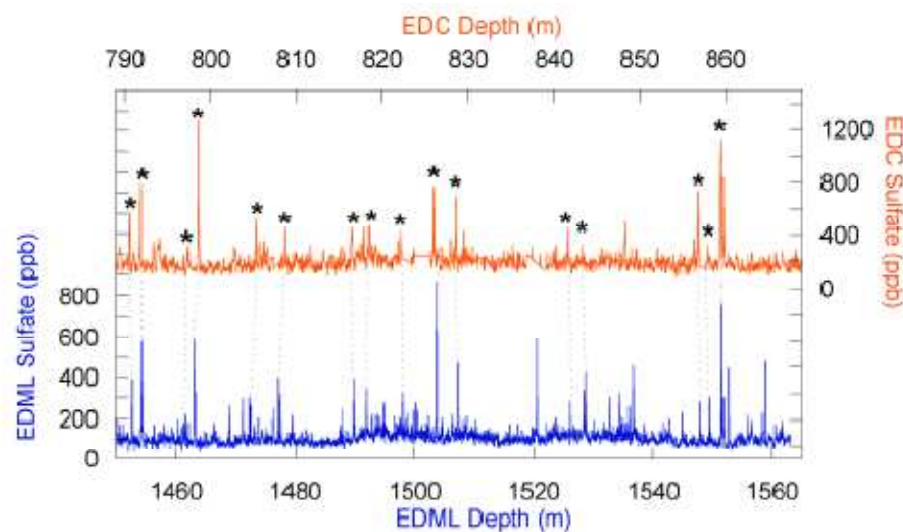 EDC Depth (m)
790 800 810 820 830 840 850 860
* * * * * * * * * * * * * * * *
1200
800
400
0
EDC Sulfate (ppb)
800
600
400
200
0
EDML Sulfate (ppb)
1460 1480 1500 1520 1540 1560
EDML Depth (m)